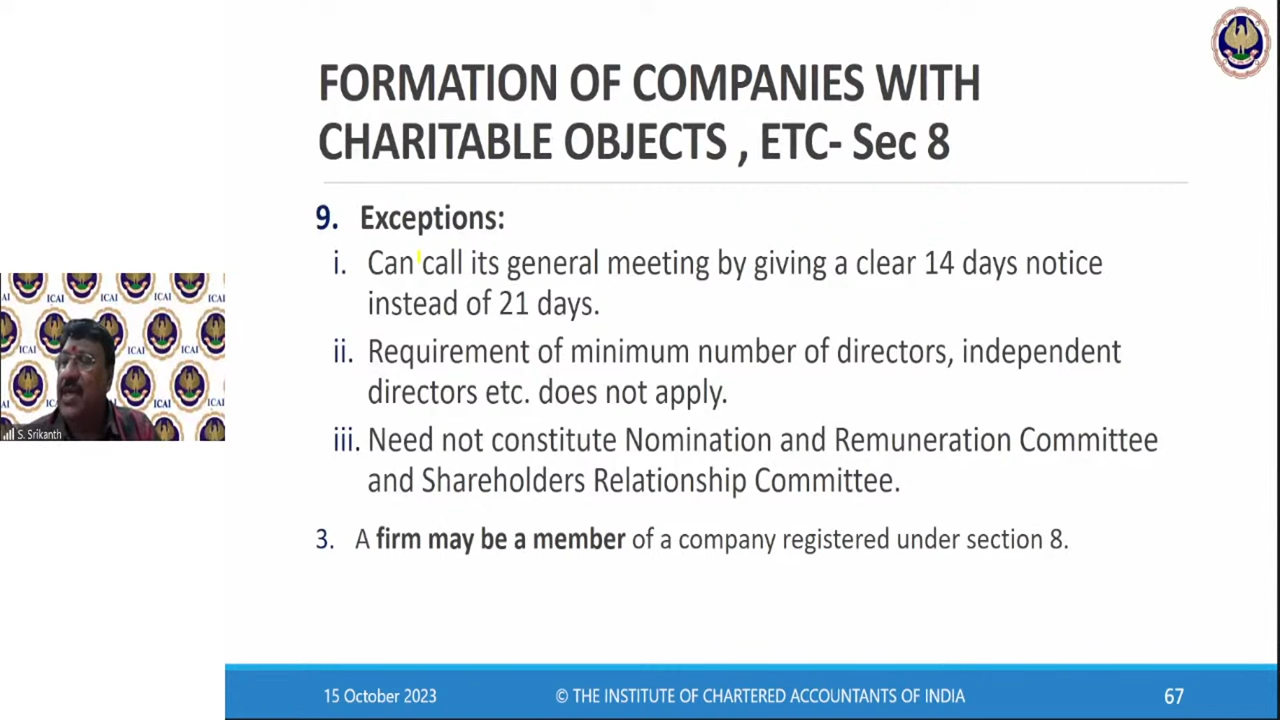 FORMATION OF COMPANIES WITH
CHARITABLE OBJECTS , ETC- Sec 8
9. Exceptions:
i. Can call its general meeting by giving a clear 14 days notice
instead of 21 days.
ii. Requirement of minimum number of directors, independent
directors etc. does not apply.
iii. Need not constitute Nomination and Remuneration Committee
and Shareholders Relationship Committee.
3. A firm may be a member of a company registered under section 8.
ICAI
ICAI
ICAI
ICAI
S. Srikanth
15 October 2023 © THE INSTITUTE OF CHARTERED ACCOUNTANTS OF INDIA 67